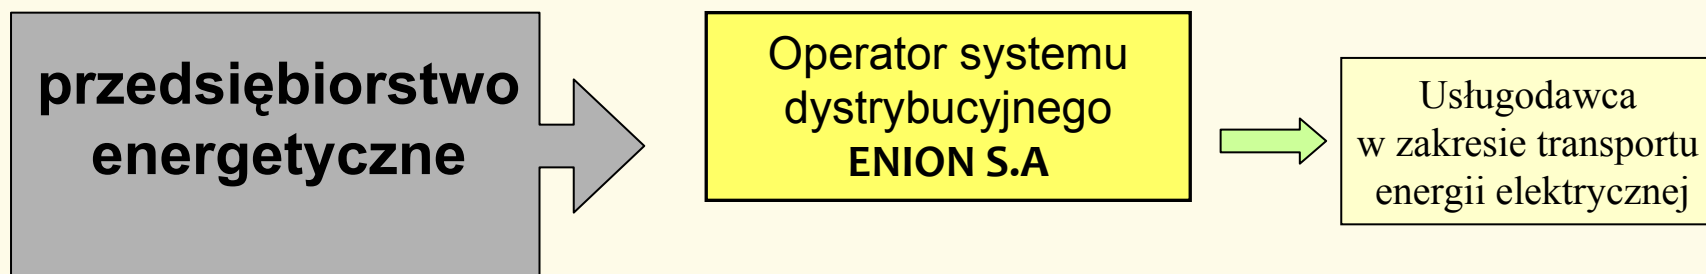 przedsiębiorstwo
energetyczne
Operator systemu
dystrybucyjnego
ENION S.A
Usługodawca
w zakresie transportu
energii elektrycznej